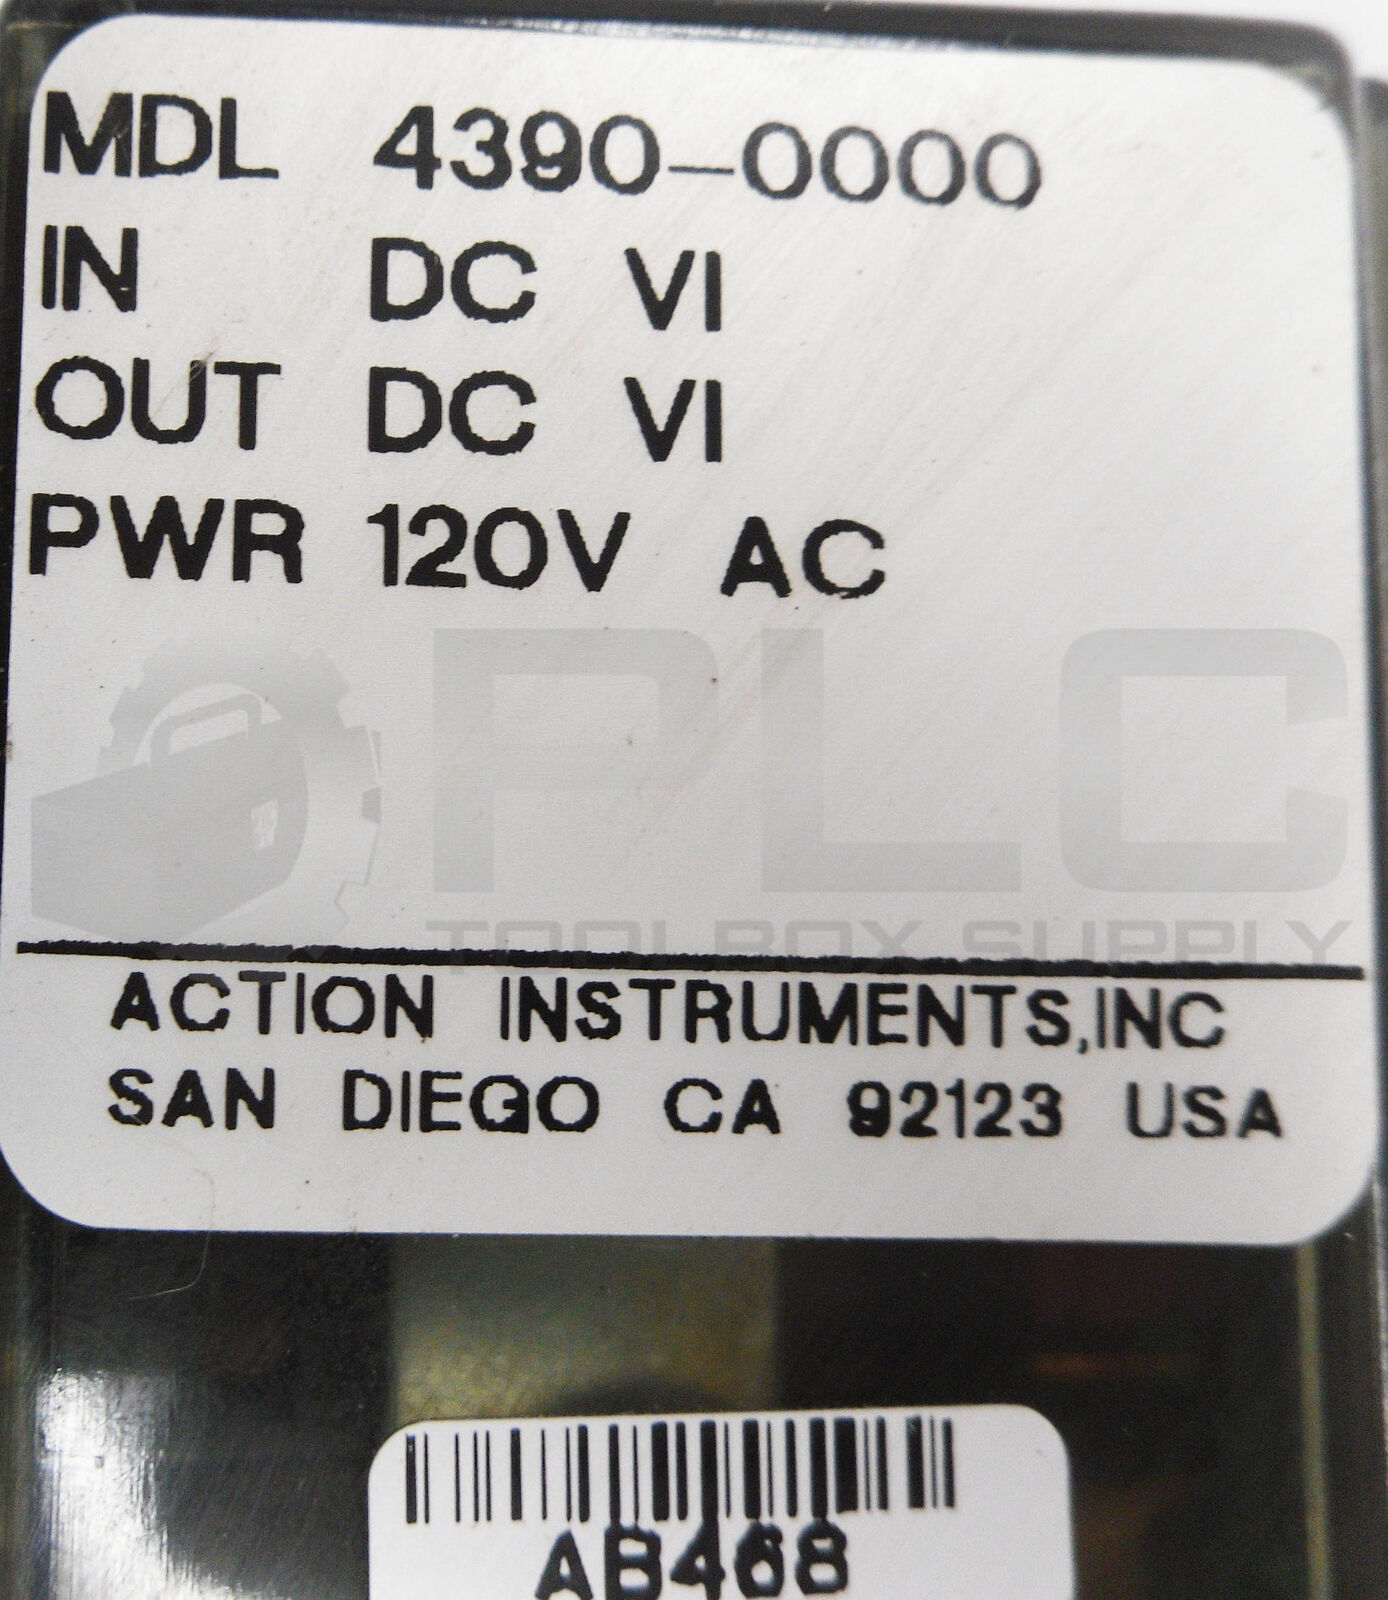 MDL 4390-0000
IN DC VI
OUT DC VI
PWR 120V AC
PLC
TOOLBOX SUPPLY
ACTION INSTRUMENTS,INC
SAN DIEGO CA 92123 USA
AB468